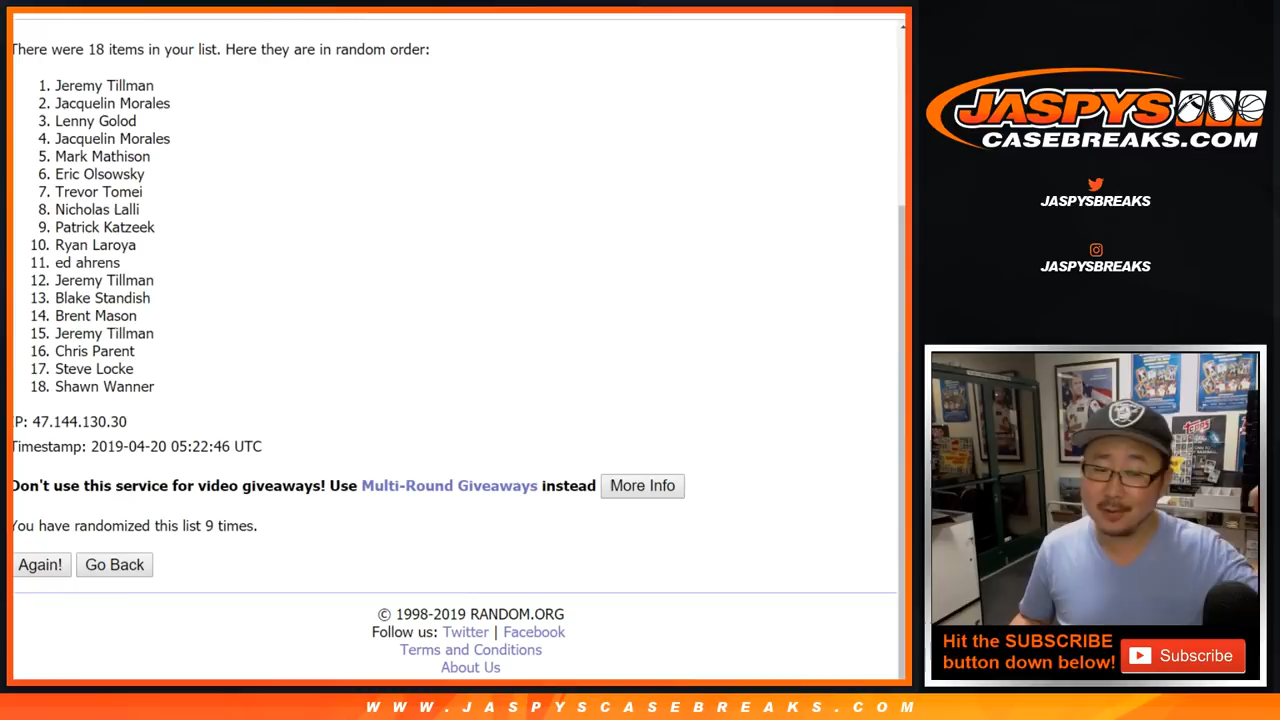 There were 18 items in your list. Here they are in random order:
1. Jeremy Tillman
2. Jacquelin Morales
3. Lenny Golod
4. Jacquelin Morales
5. Mark Mathison
6. Eric Olsowsky
7. Trevor Tomei
8. Nicholas Lalli
9. Patrick Katzeek
10. Ryan Laroya
11. ed ahrens
12. Jeremy Tillman
13. Blake Standish
14. Brent Mason
15. Jeremy Tillman
16. Chris Parent
17. Steve Locke
18. Shawn Wanner
IP: 47.144.130.30
Timestamp: 2019-04-20 05:22:46 UTC
Don't use this service for video giveaways! Use Multi-Round Giveaways instead More Info
You have randomized this list 9 times.
Again! Go Back
© 1998-2019 RANDOM.ORG
Follow us: Twitter | Facebook
Terms and Conditions
About Us
JASPYS
CASEBREAKS.COM
JASPYSBREAKS
JASPYSBREAKS
Topps
Hit the SUBSCRIBE
button down below!
Subscribe
WWW.JASPYSCASEBREAKS.COM